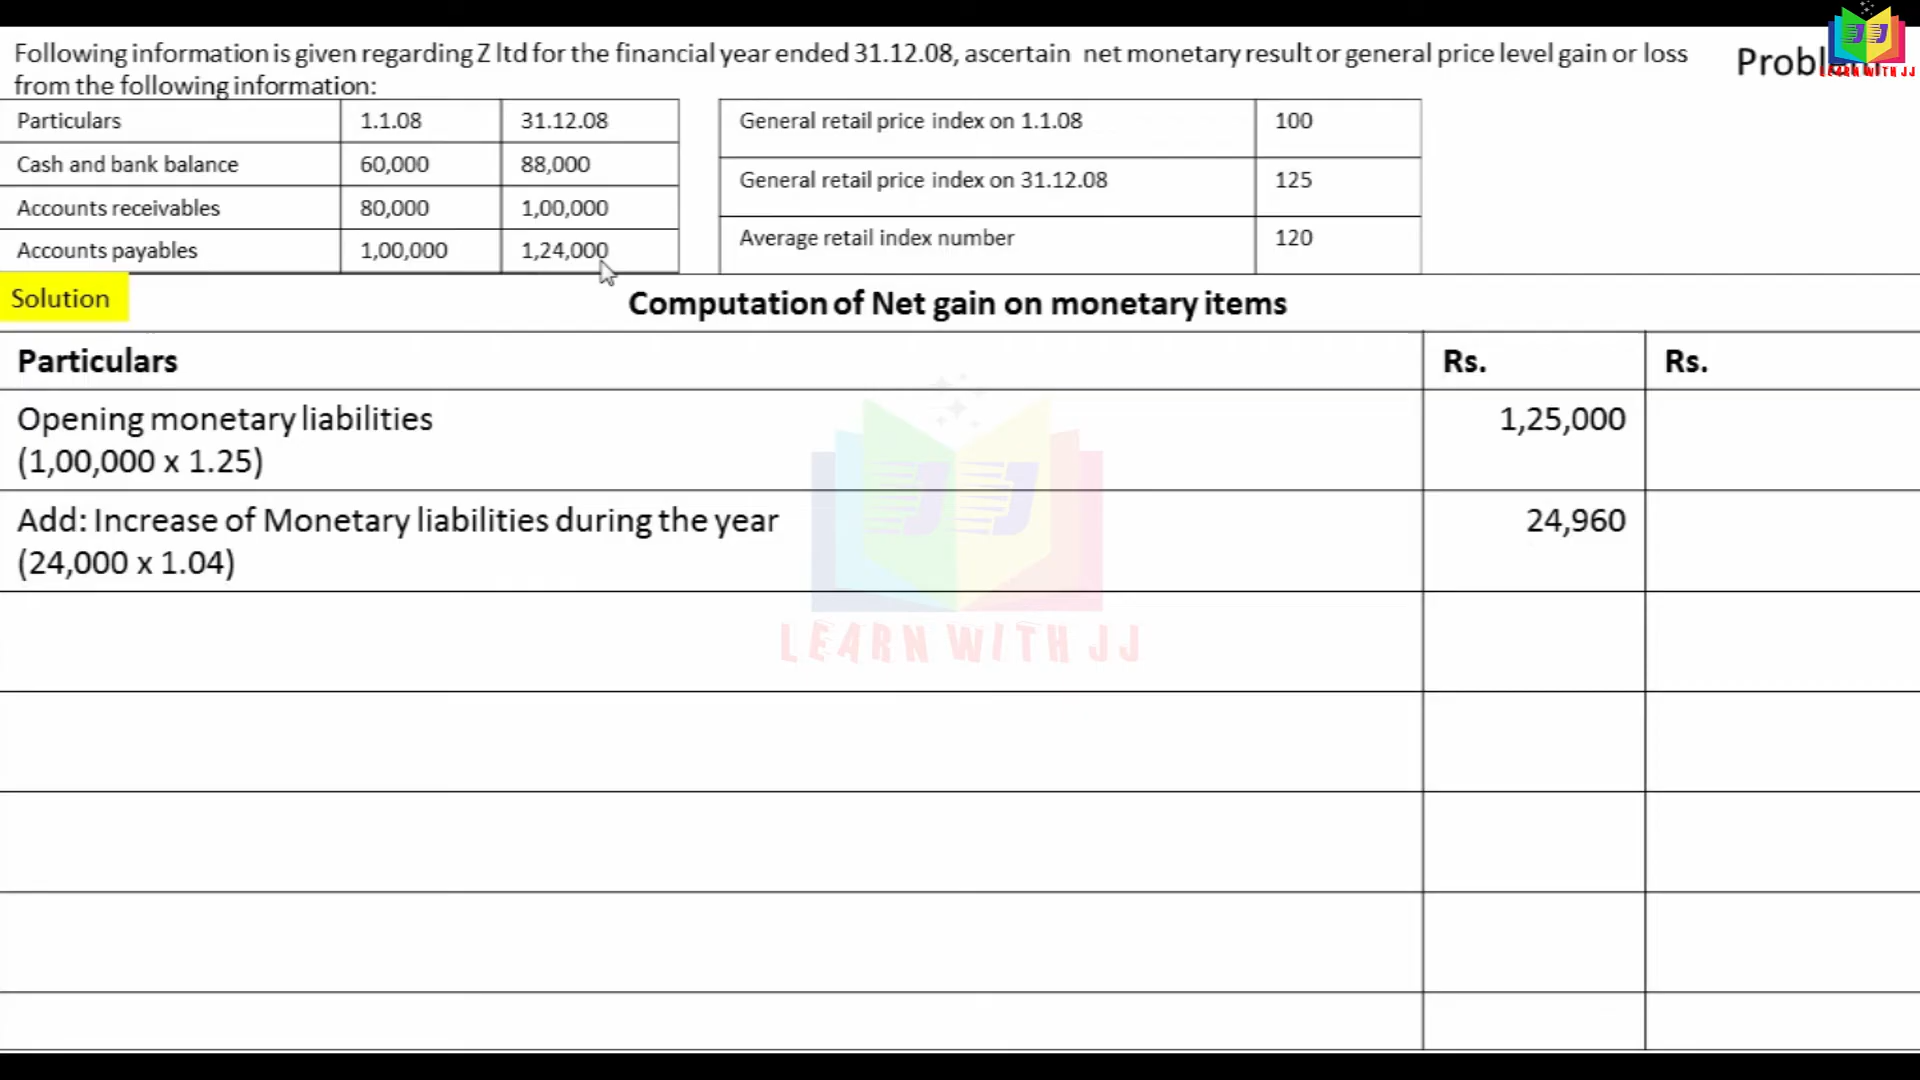 Following information is given regarding Z ltd for the financial year ended 31.12.08, ascertain net monetary result or general price level gain or loss
from the following information:
Problem
LEARN WITH JJ
Particulars 1.1.08 31.12.08
Cash and bank balance 60,000 88,000
Accounts receivables 80,000 1,00,000
Accounts payables 1,00,000 1,24,000
General retail price index on 1.1.08 100
General retail price index on 31.12.08 125
Average retail index number 120
Solution
Computation of Net gain on monetary items
Particulars Rs. Rs.
Opening monetary liabilities 1,25,000
(1,00,000 x 1.25)
Add: Increase of Monetary liabilities during the year 24,960
(24,000 x 1.04)
JJ
LEARN WITH JJ